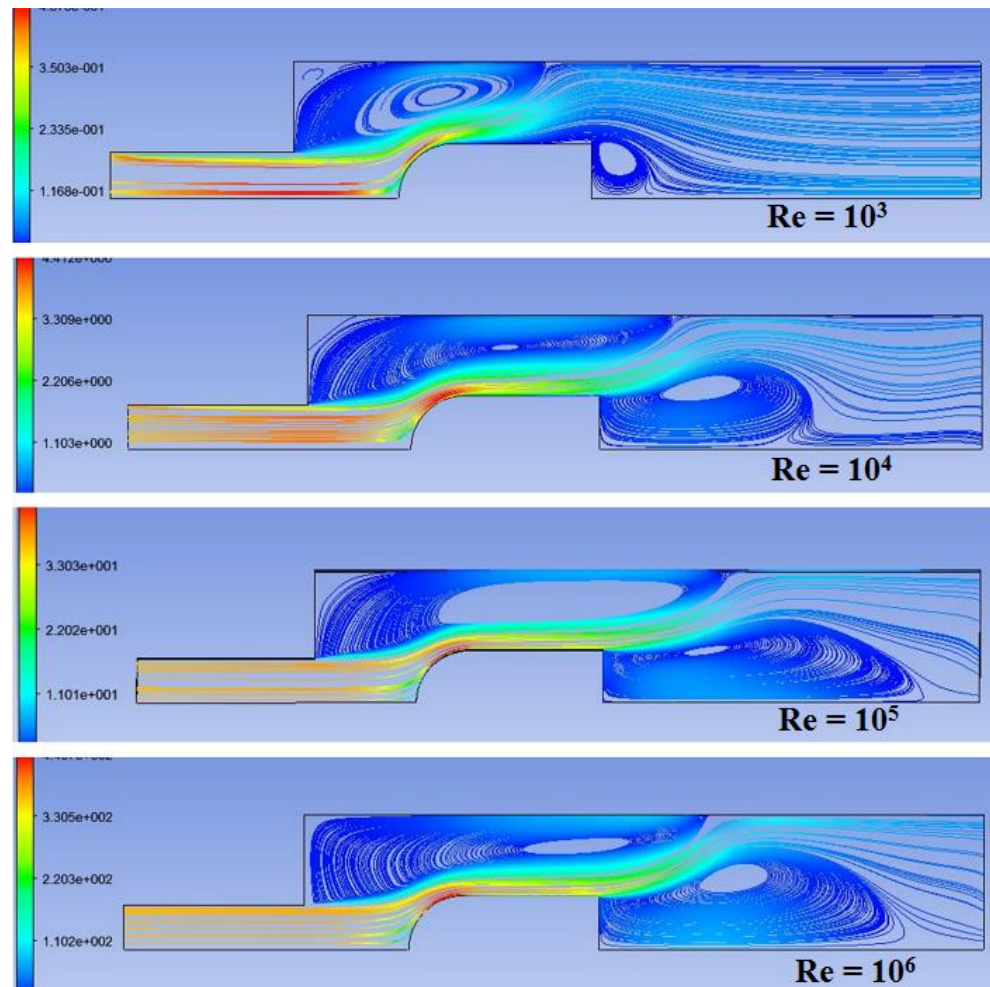 3.503e-001
2.335e-001
1.168e-001
Re = 10³
3.309e+000
2.206e+000
1.103e+000
Re = 10⁴
3.303e+001
2.202e+001
1.101e+001
Re = 10⁵
3.305e+002
2.203e+002
1.102e+002
Re = 10⁶